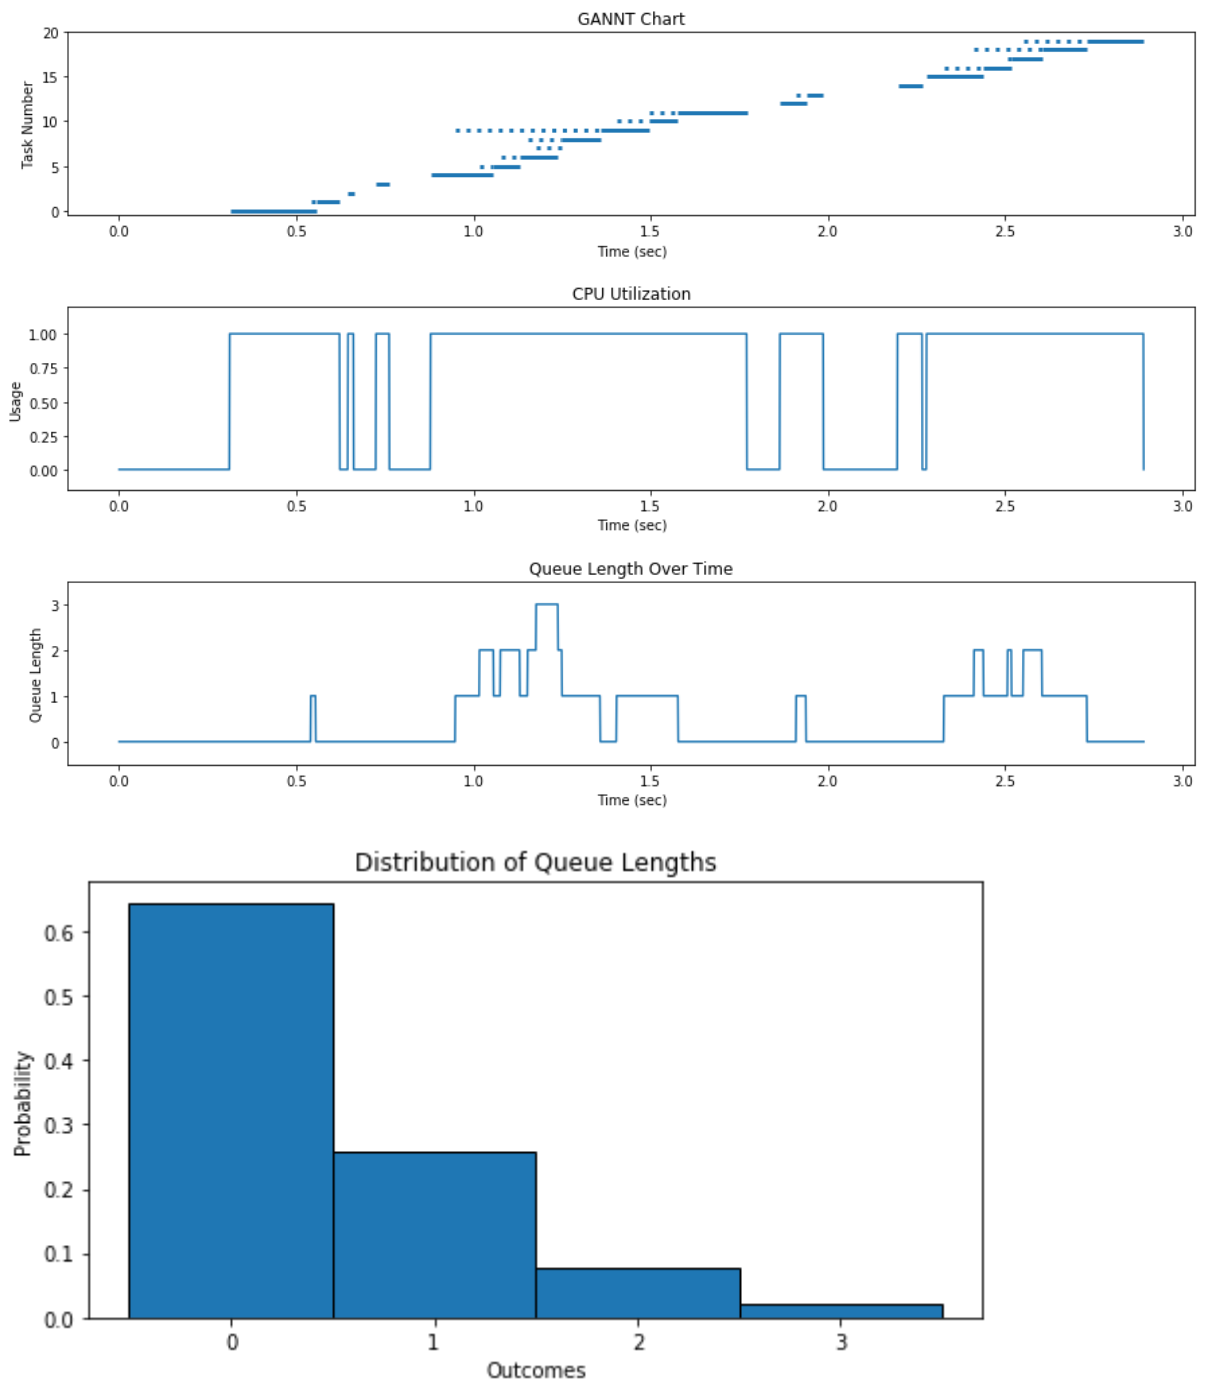 GANNT Chart
20
15
10
5
0
Task Number
0.0 0.5 1.0 1.5 2.0 2.5 3.0
Time (sec)
CPU Utilization
1.00
0.75
0.50
0.25
0.00
Usage
0.0 0.5 1.0 1.5 2.0 2.5 3.0
Time (sec)
Queue Length Over Time
3
2
1
0
Queue Length
0.0 0.5 1.0 1.5 2.0 2.5 3.0
Time (sec)
Distribution of Queue Lengths
0.6
0.5
0.4
0.3
0.2
0.1
0.0
Probability
0 1 2 3
Outcomes